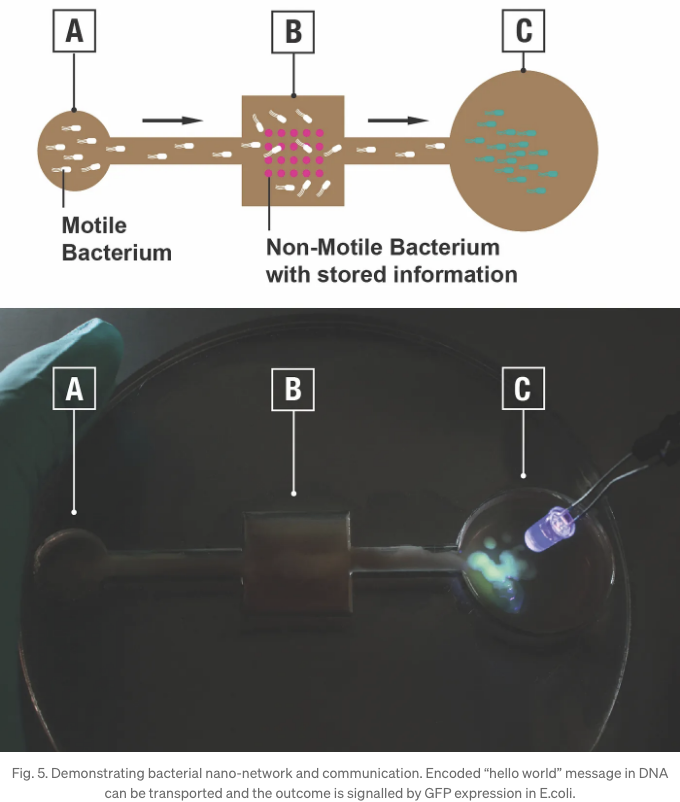 A
B
C
Motile
Bacterium
Non-Motile Bacterium
with stored information
A
B
C
Fig. 5. Demonstrating bacterial nano-network and communication. Encoded “hello world” message in DNA
can be transported and the outcome is signalled by GFP expression in E.coli.